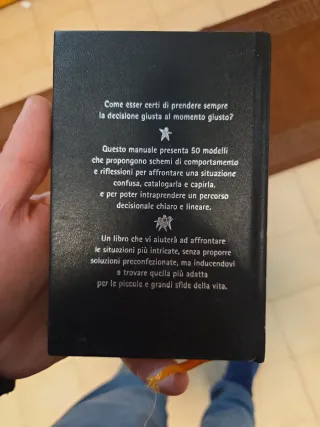 Come esser certi di prendere sempre
la decisione giusta al momento giusto?
Questo manuale presenta 50 modelli
che propongono schemi di comportamento
e riflessioni per affrontare una situazione
confusa, catalogarla e capirla,
e per poter intraprendere un percorso
decisionale chiaro e lineare.
Un libro che vi aiuterà ad affrontare
le situazioni più intricate, senza proporre
soluzioni preconfezionate, ma inducendovi
a trovare quella più adatta
per le piccole e grandi sfide della vita.